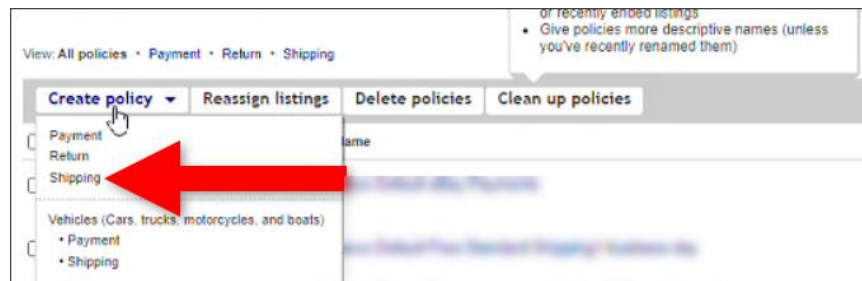 or recently ended listings
• Give policies more descriptive names (unless
you've recently renamed them)
View: All policies • Payment • Return • Shipping
Create policy Reassign listings Delete policies Clean up policies
Payment
Return
Shipping
Vehicles (Cars, trucks, motorcycles, and boats)
• Payment
• Shipping